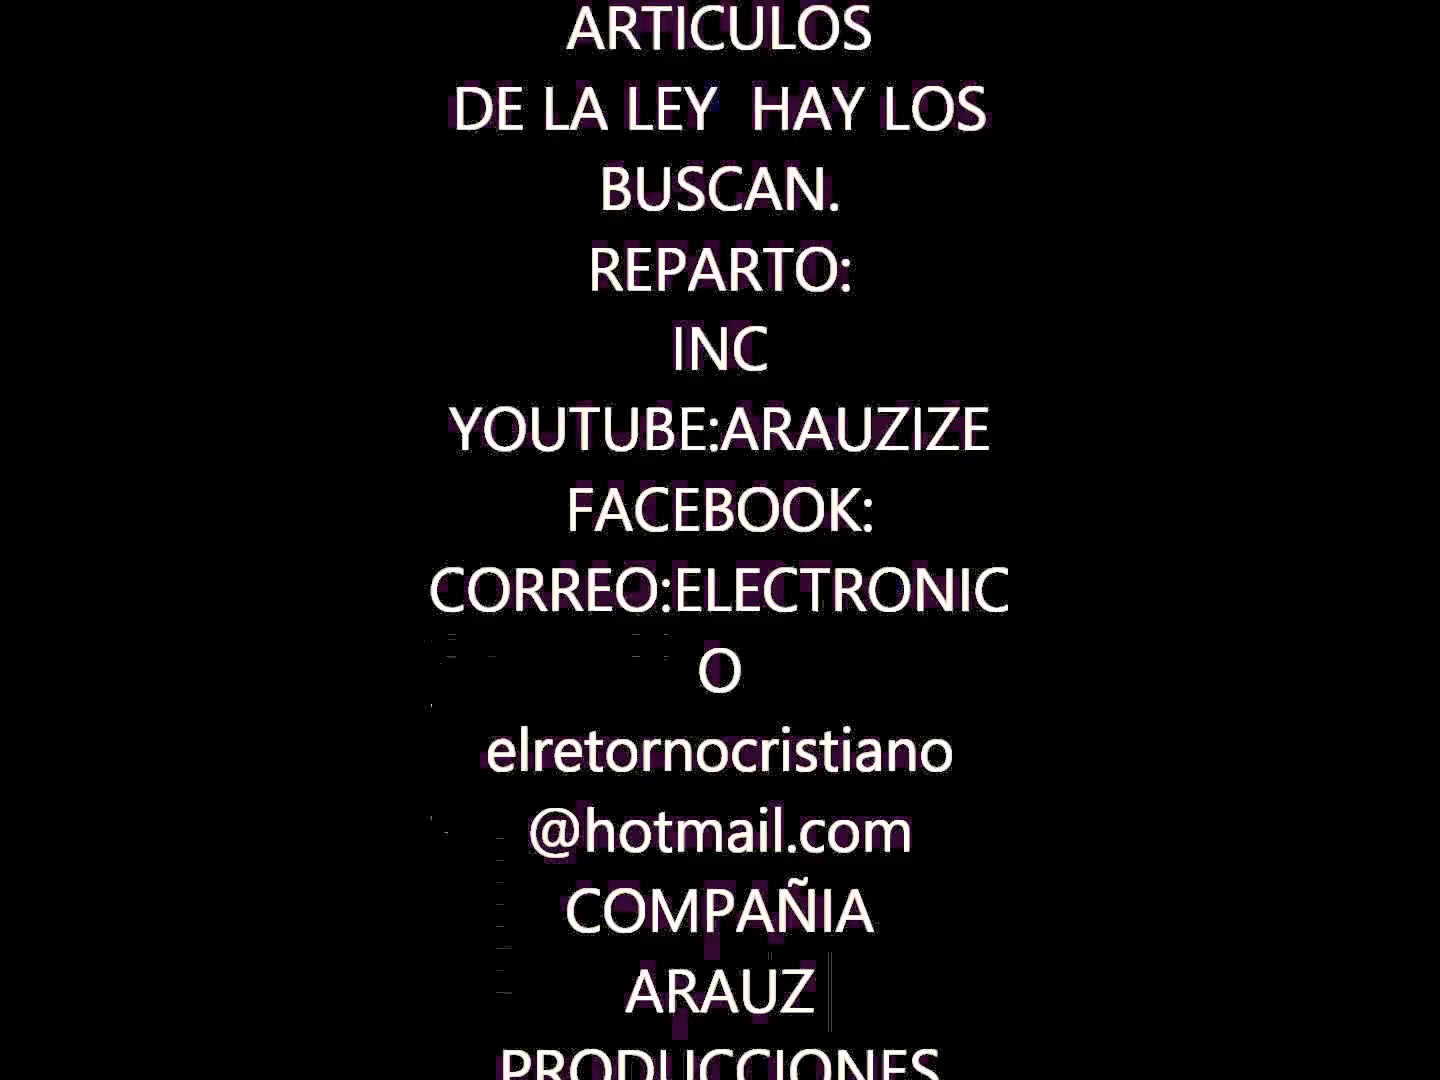 ARTICULOS
DE LA LEY  HAY LOS
BUSCAN.
REPARTO:
INC
YOUTUBE:ARAUZIZE
FACEBOOK:
CORREO:ELECTRONIC
O
elretornocristiano
@hotmail.com
COMPAÑIA
ARAUZ
PRODUCCIONES